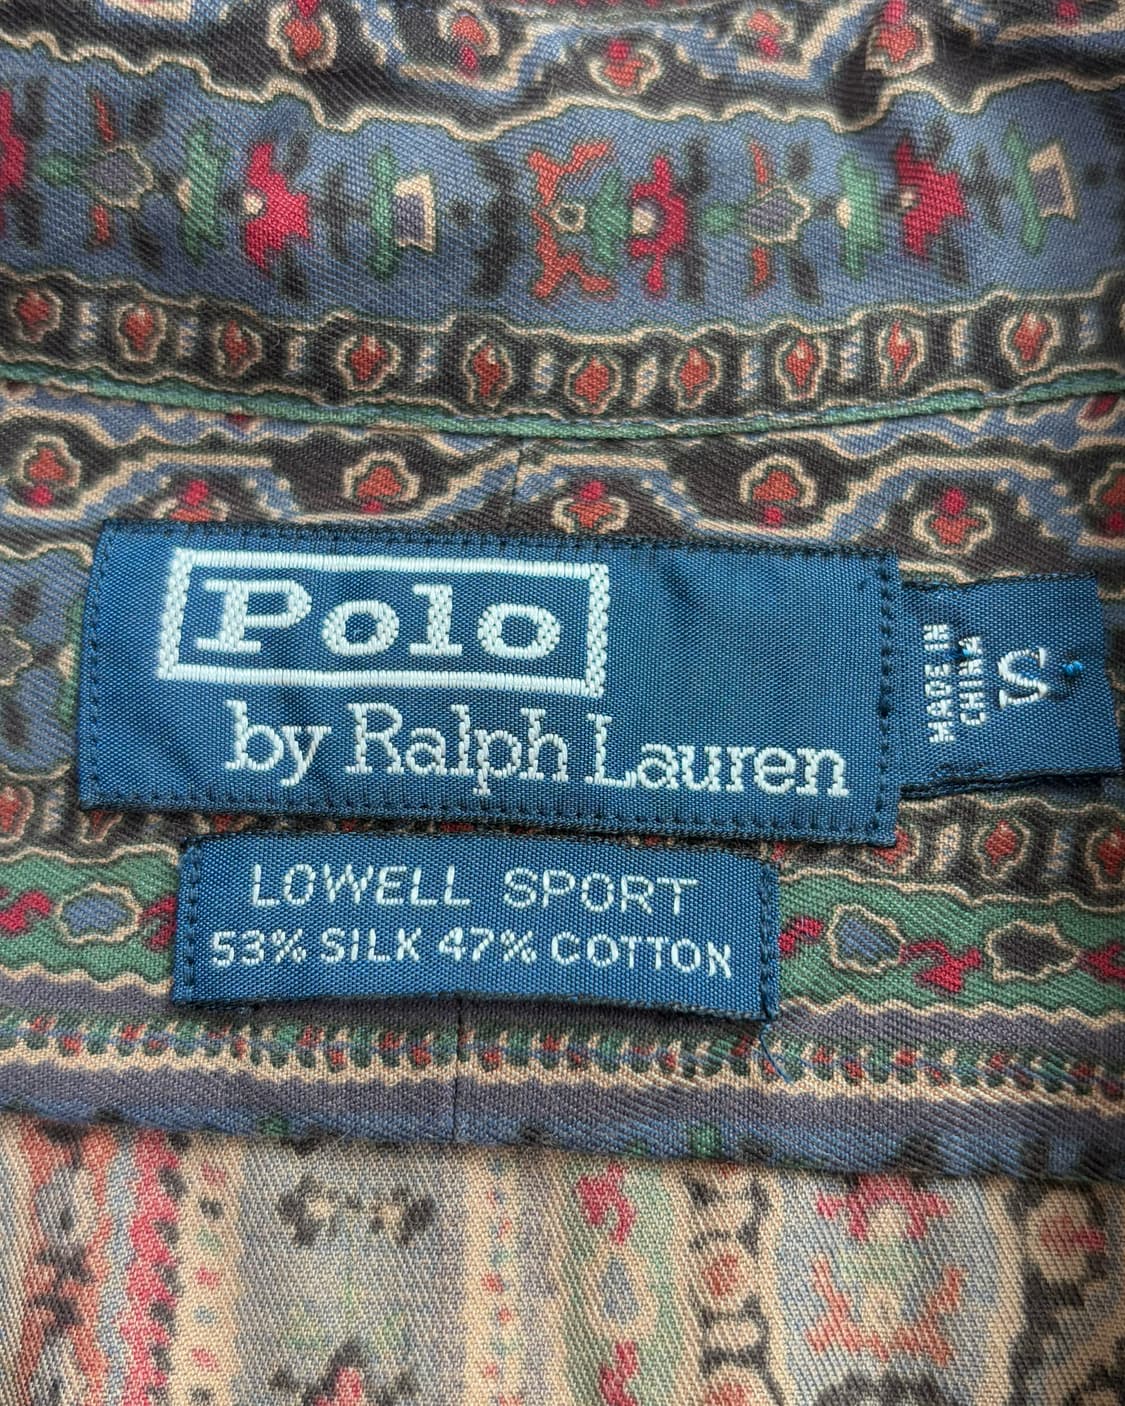 Polo
by Ralph Lauren
MADE IN
CHINA
S
LOWELL SPORT
53% SILK 47% COTTON